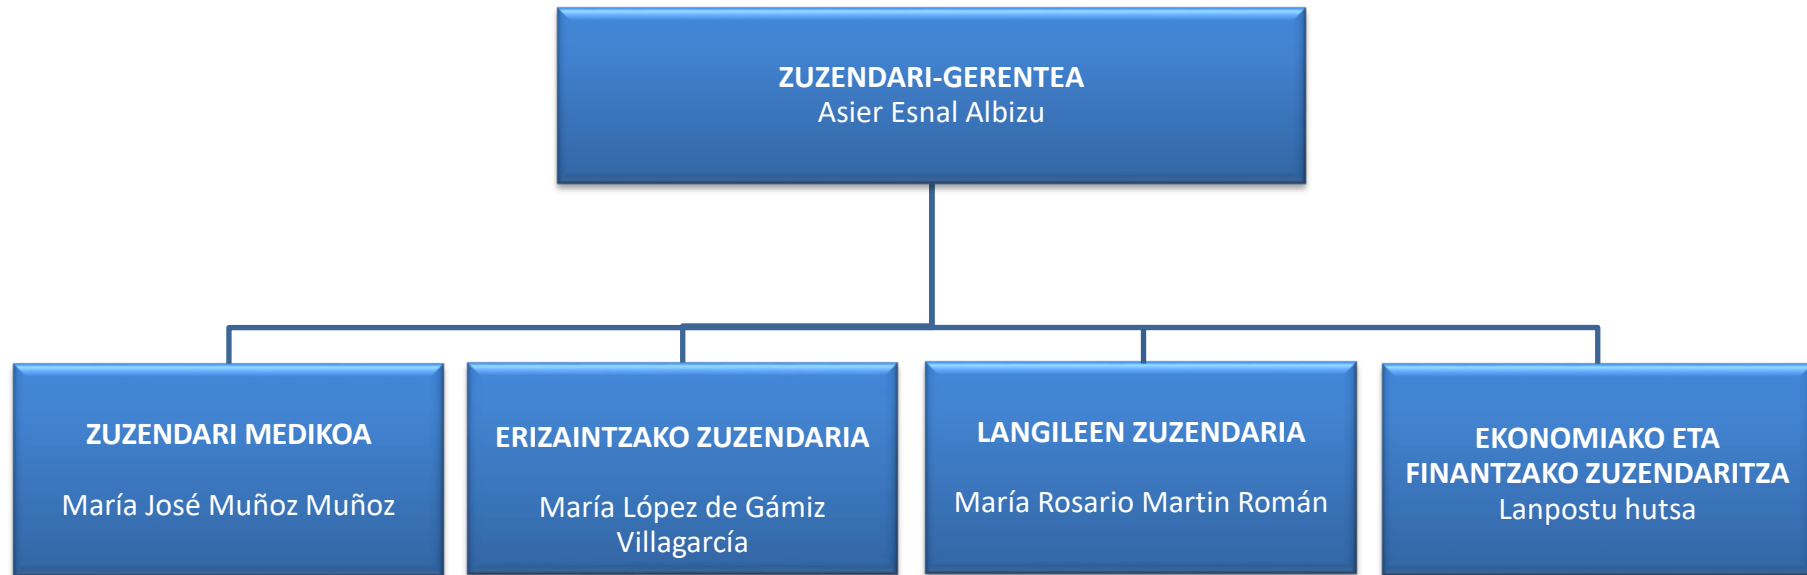 ZUZENDARI-GERENTEA
Asier Esnal Albizu
ZUZENDARI MEDIKOA
María José Muñoz Muñoz
ERIZAINTZAKO ZUZENDARIA
María López de Gámiz
Villagarcía
LANGILEEN ZUZENDARIA
María Rosario Martin Román
EKONOMIAKO ETA
FINANTZAKO ZUZENDARITZA
Lanpostu hutsa